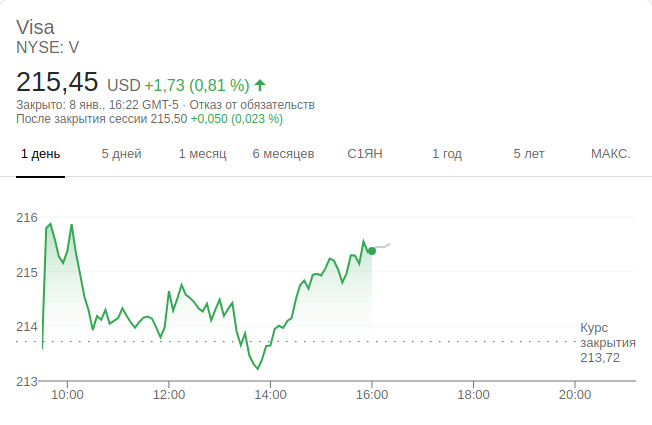 Visa
NYSE: V
215,45 USD +1,73 (0,81 %)
Закрыто: 8 янв., 16:22 GMT-5 · Отказ от обязательств
После закрытия сессии 215,50 +0,050 (0,023 %)
1 день 5 дней 1 месяц 6 месяцев С1ЯН 1 год 5 лет МАКС.
216
215
214
Курс
закрытия
213,72
213
10:00 12:00 14:00 16:00 18:00 20:00